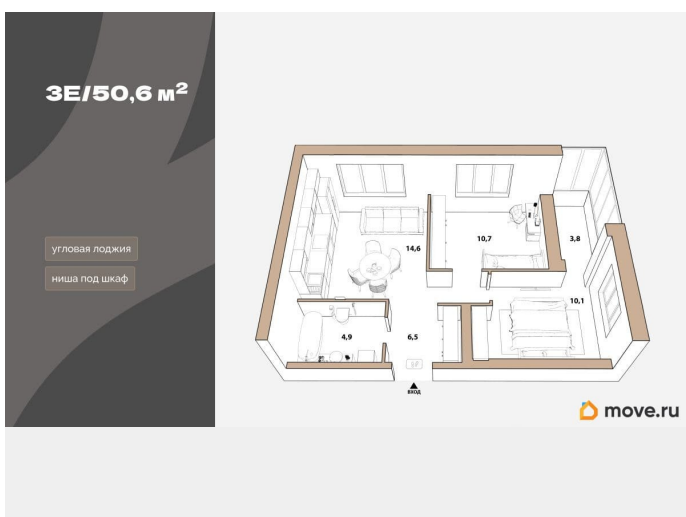 3Е/50,6 м²
угловая лоджия
ниша под шкаф
14,6
10,7
3,8
10,1
4,9
6,5
ВХОД
move.ru